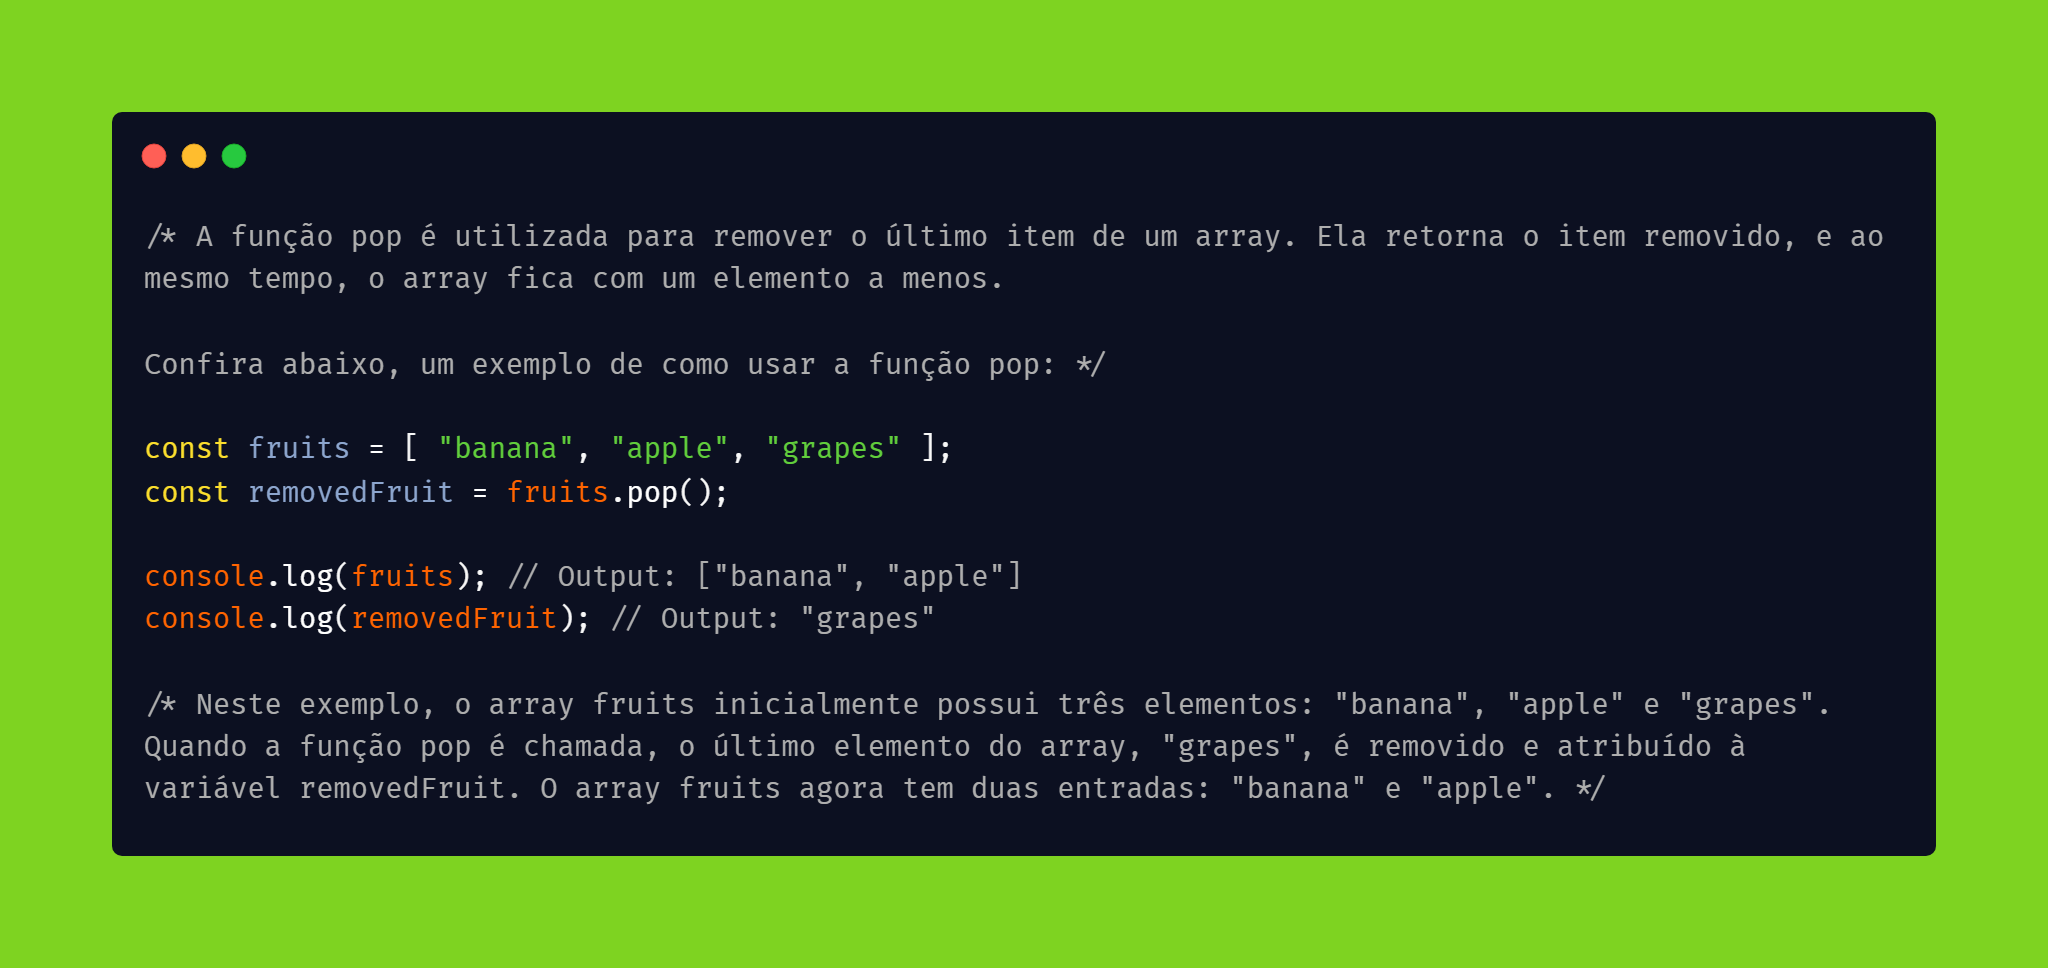 /* A função pop é utilizada para remover o último item de um array. Ela retorna o item removido, e ao
mesmo tempo, o array fica com um elemento a menos.
Confira abaixo, um exemplo de como usar a função pop: */
const fruits = [ "banana", "apple", "grapes" ];
const removedFruit = fruits.pop();
console.log(fruits); // Output: ["banana", "apple"]
console.log(removedFruit); // Output: "grapes"
/* Neste exemplo, o array fruits inicialmente possui três elementos: "banana", "apple" e "grapes".
Quando a função pop é chamada, o último elemento do array, "grapes", é removido e atribuído à
variável removedFruit. O array fruits agora tem duas entradas: "banana" e "apple". */